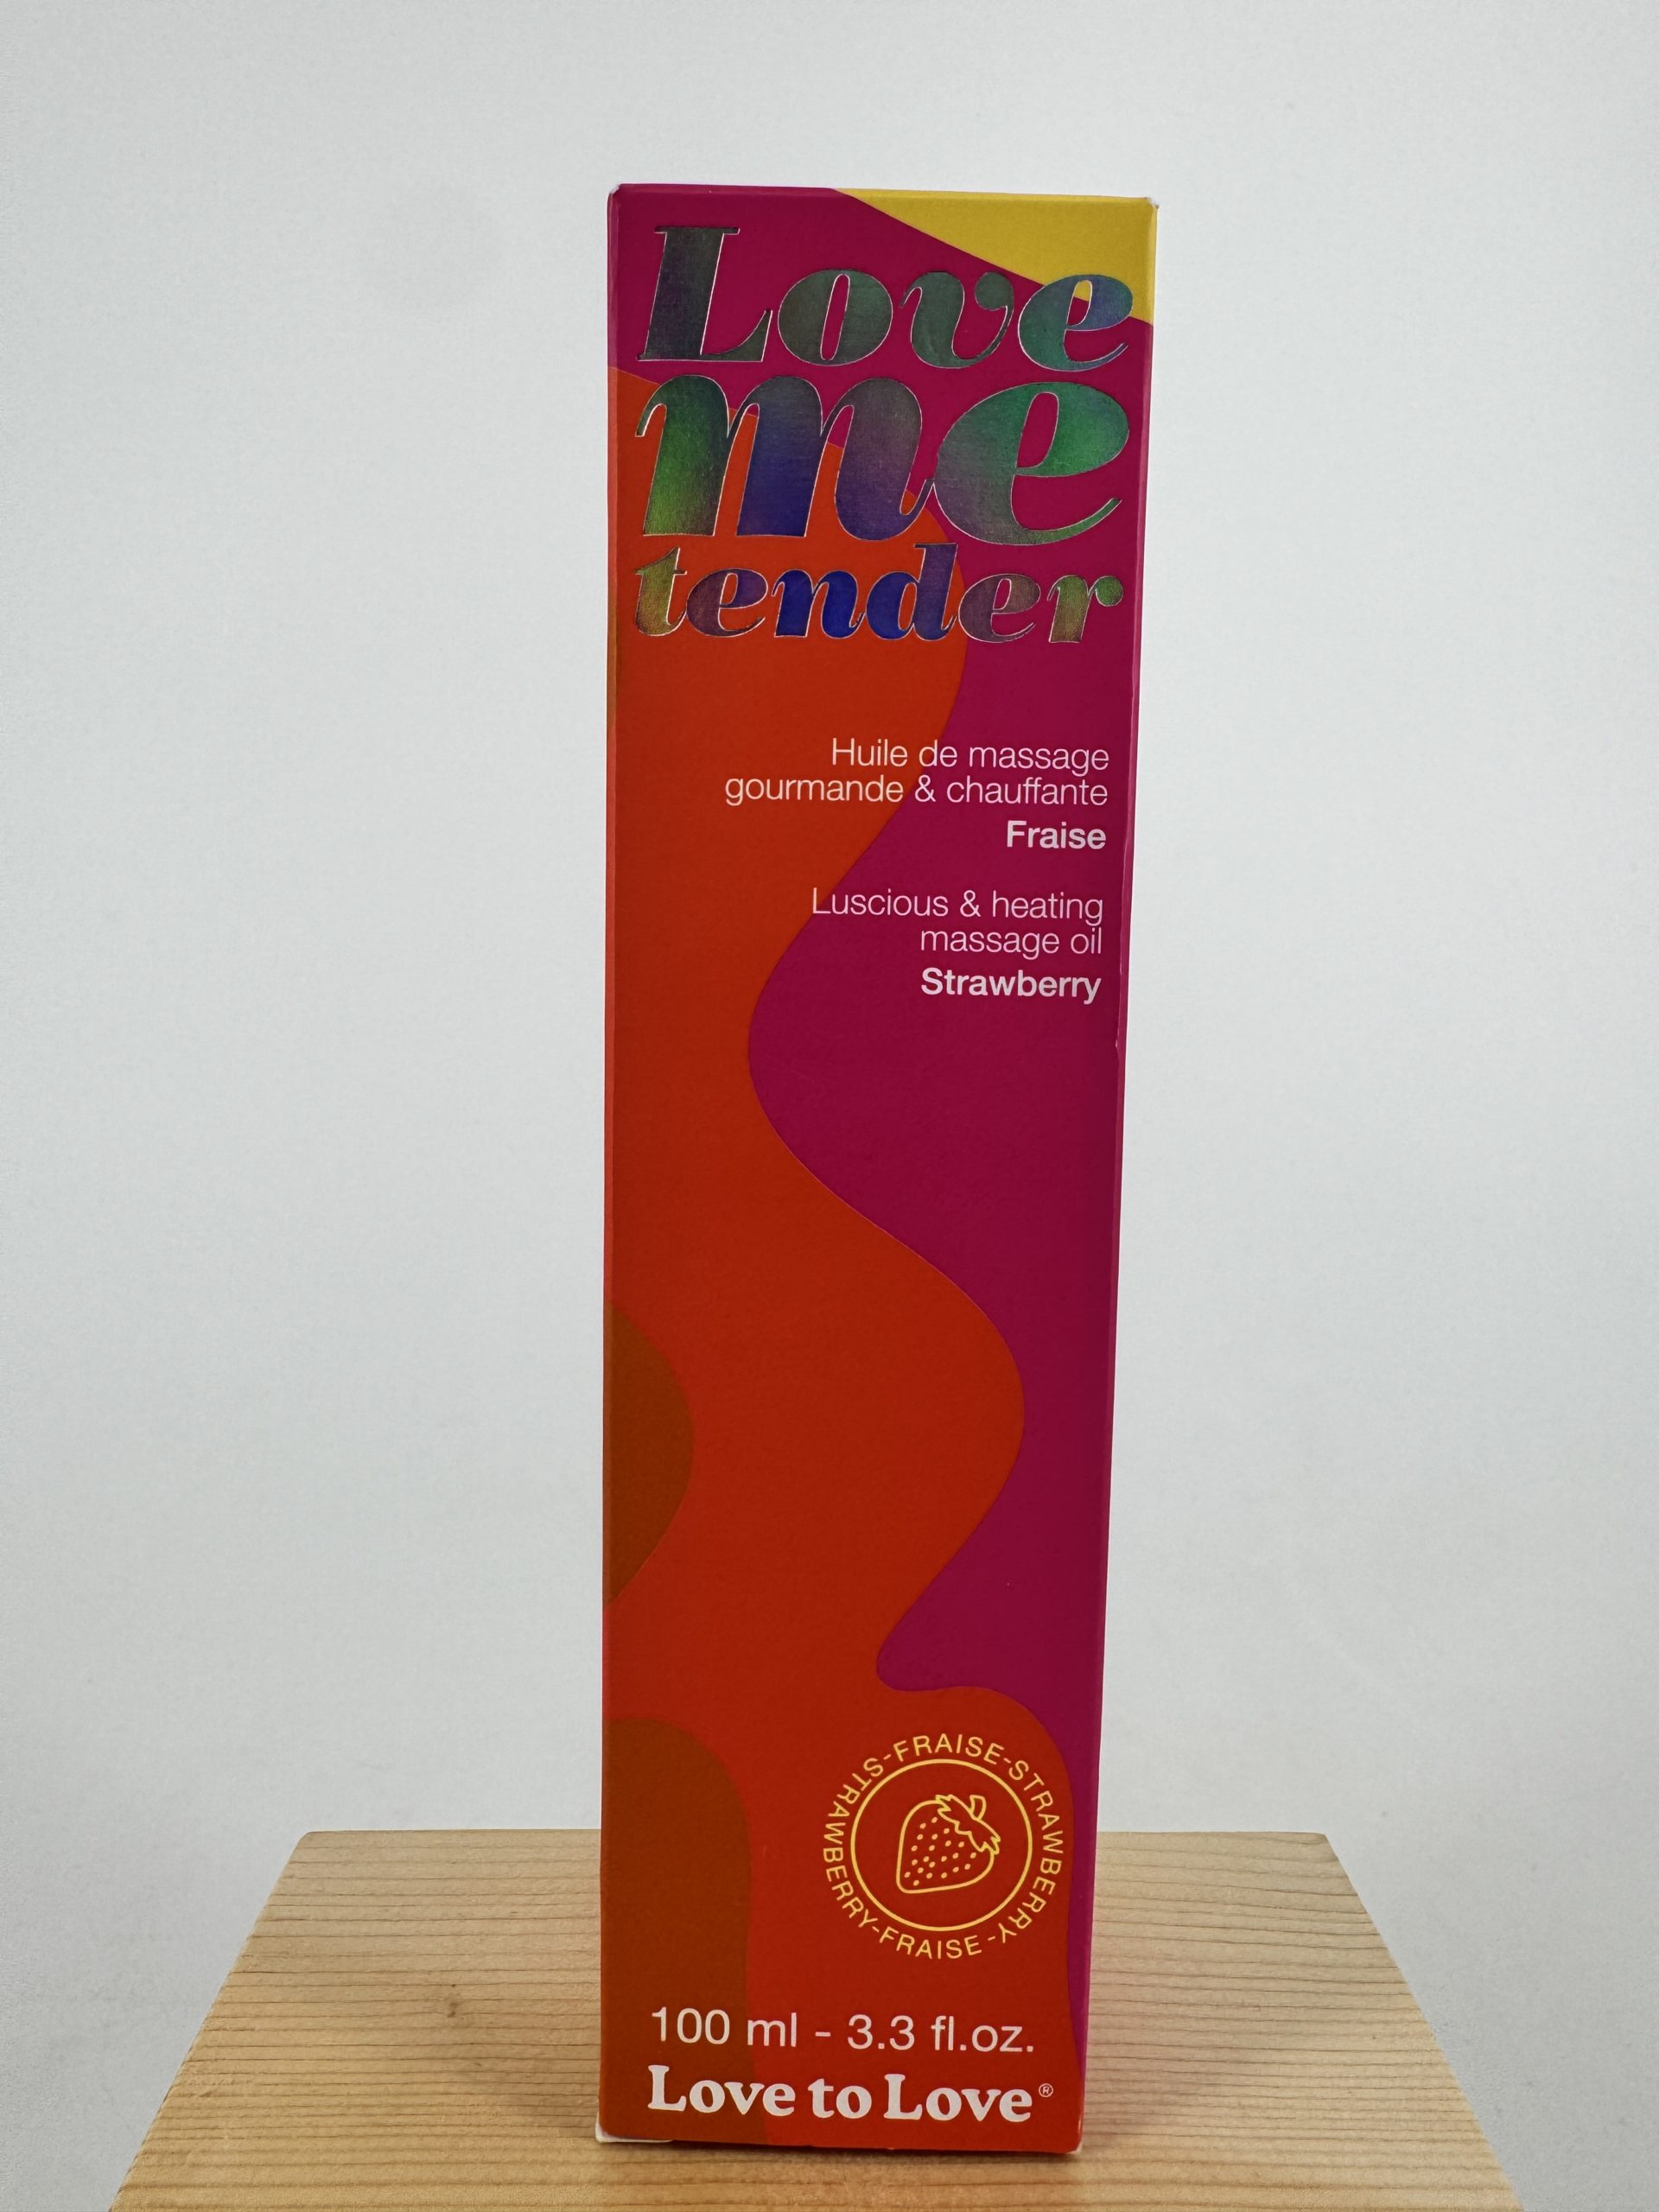 Love
me
tender
Huile de massage
gourmande & chauffante
Fraise
Luscious & heating
massage oil
Strawberry
FRAISE-STRAWBERRY-FRAISE-STRAWBERRY-
100 ml - 3.3 fl.oz.
Love to Love®